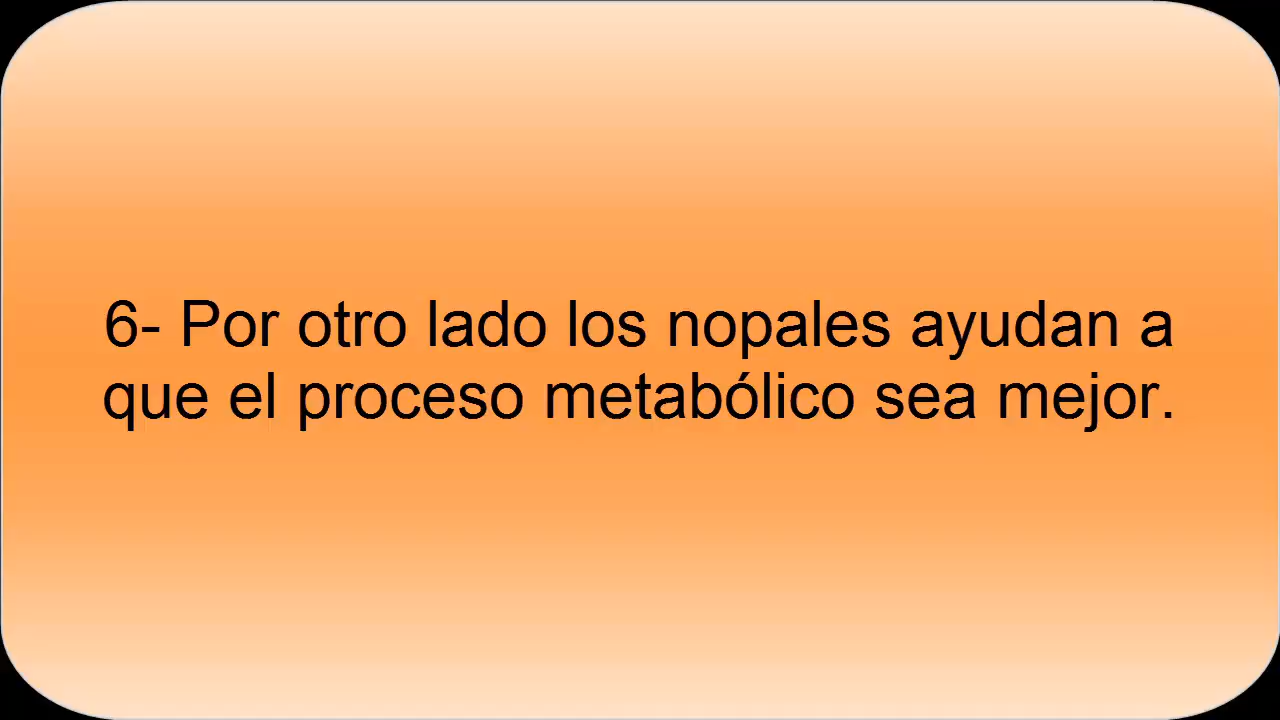 6- Por otro lado los nopales ayudan a
que el proceso metabólico sea mejor.